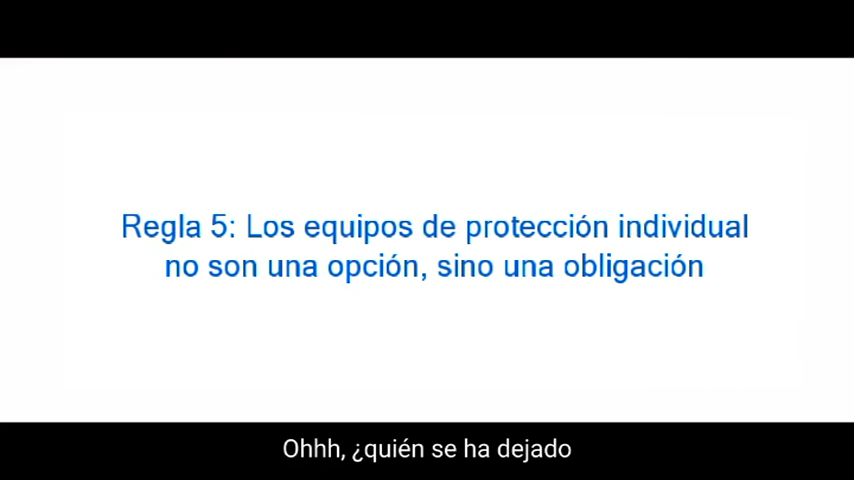 Regla 5: Los equipos de protección individual
no son una opción, sino una obligación
Ohhh, ¿quién se ha dejado